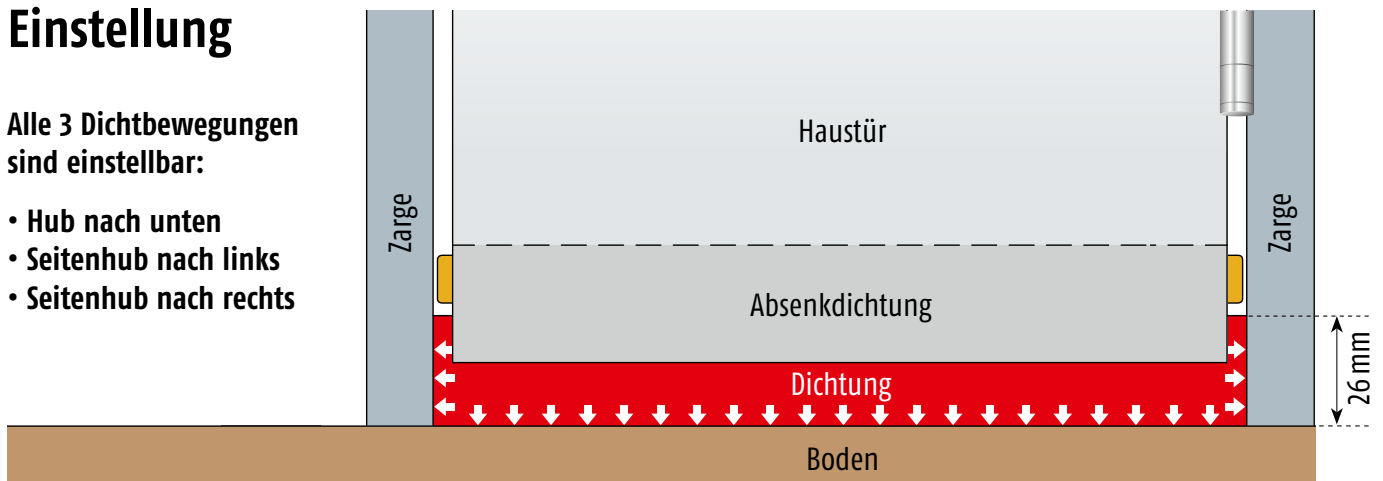 Einstellung
Alle 3 Dichtbewegungen
sind einstellbar:
• Hub nach unten
• Seitenhub nach links
• Seitenhub nach rechts
Haustür
Zarge
Zarge
Absenkdichtung
Dichtung
26 mm
Boden